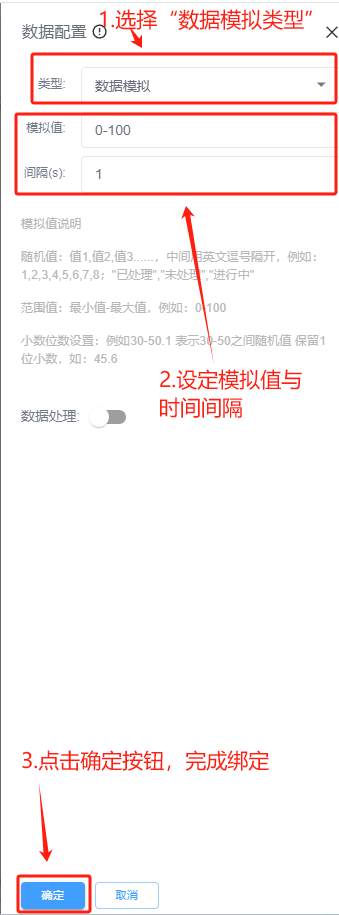 1.选择“数据模拟类型”
数据配置
类型: 数据模拟
模拟值: 0-100
间隔(s): 1
模拟值说明
随机值：值1,值2,值3......，中间用英文逗号隔开，例如：
1,2,3,4,5,6,7,8；"已处理","未处理","进行中"
范围值：最小值-最大值，例如：0-100
小数位数设置：例如30-50.1 表示30-50之间随机值 保留1
位小数，如：45.6
2.设定模拟值与
时间间隔
数据处理:
3.点击确定按钮，完成绑定
确定 取消